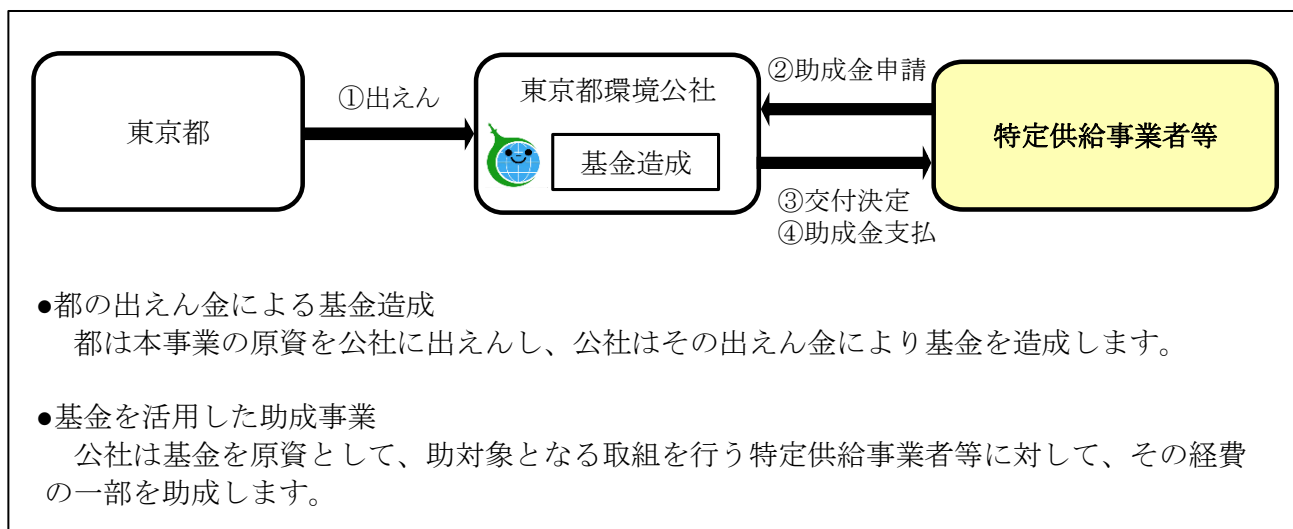 東京都
①出えん
東京都環境公社
基金造成
②助成金申請
③交付決定
④助成金支払
特定供給事業者等
●都の出えん金による基金造成
都は本事業の原資を公社に出えんし、公社はその出えん金により基金を造成します。
●基金を活用した助成事業
公社は基金を原資として、助対象となる取組を行う特定供給事業者等に対して、その経費
の一部を助成します。